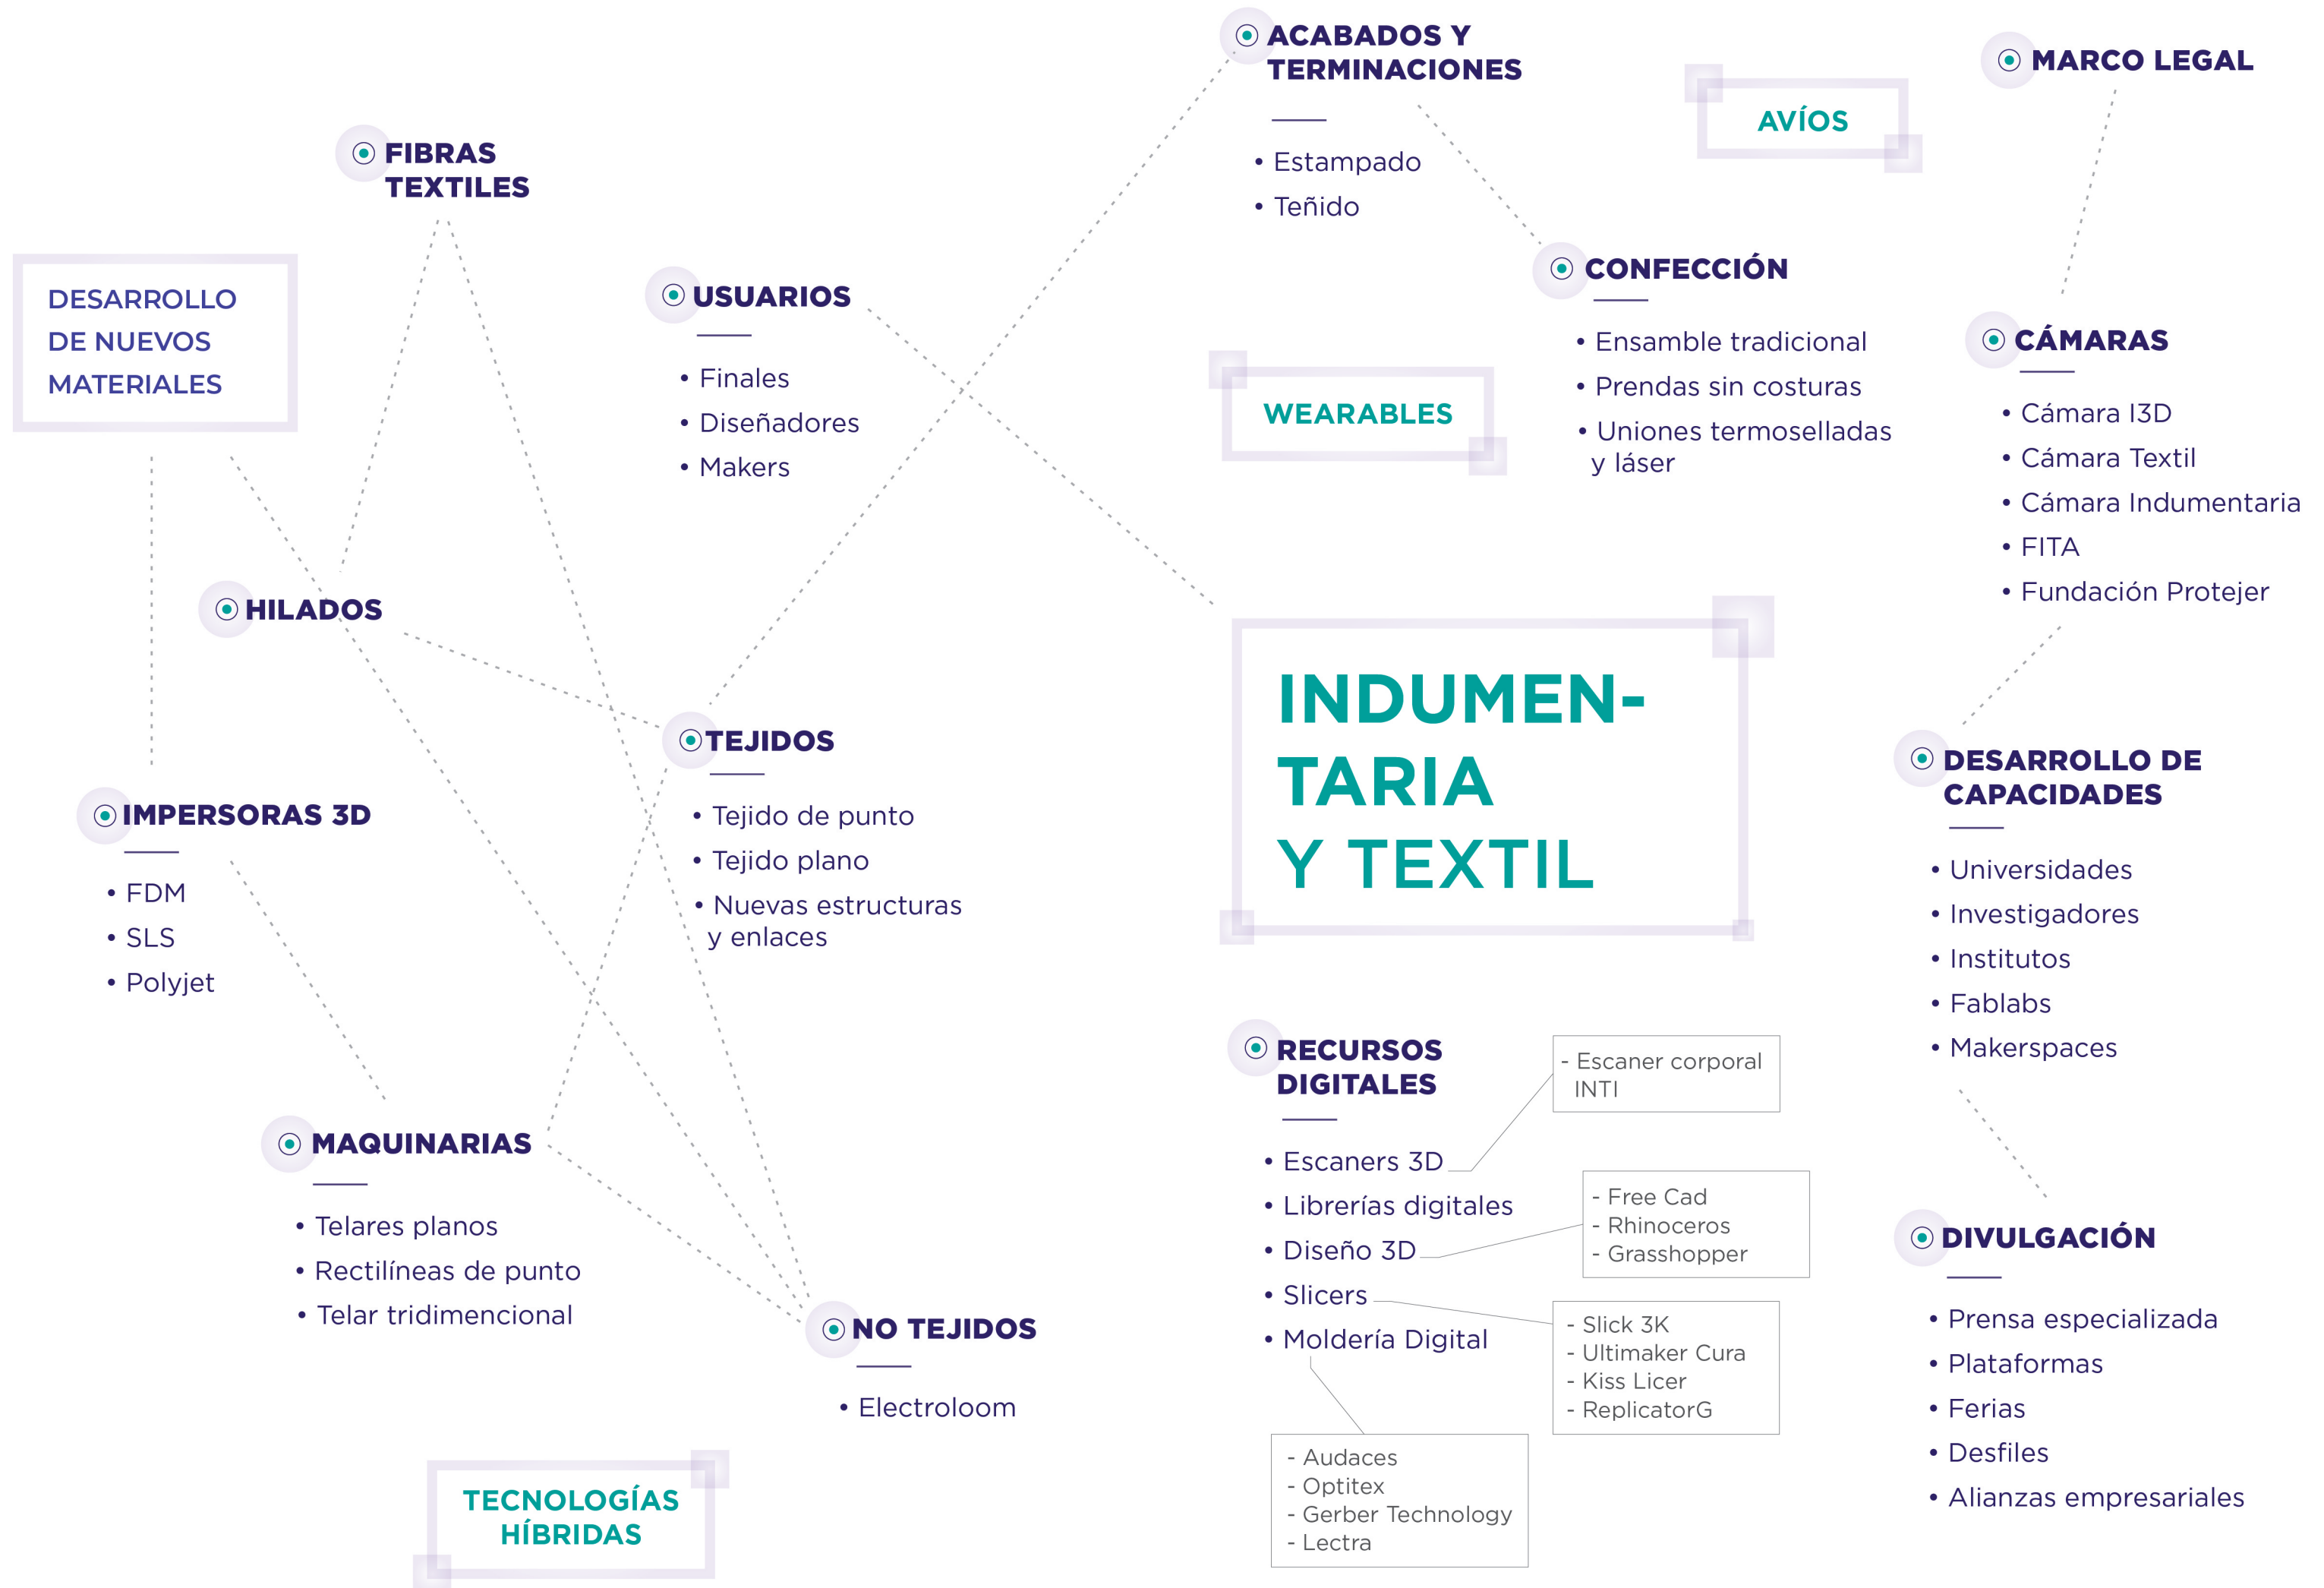 ACABADOS Y
TERMINACIONES
• Estampado
• Teñido
MARCO LEGAL
AVÍOS
FIBRAS
TEXTILES
DESARROLLO
DE NUEVOS
MATERIALES
USUARIOS
• Finales
• Diseñadores
• Makers
WEARABLES
CONFECCIÓN
• Ensamble tradicional
• Prendas sin costuras
• Uniones termoselladas
y láser
CÁMARAS
• Cámara I3D
• Cámara Textil
• Cámara Indumentaria
• FITA
• Fundación Protejer
HILADOS
TEJIDOS
• Tejido de punto
• Tejido plano
• Nuevas estructuras
y enlaces
INDUMEN-
TARIA
Y TEXTIL
DESARROLLO DE
CAPACIDADES
• Universidades
• Investigadores
• Institutos
• Fablabs
• Makerspaces
IMPERSORAS 3D
• FDM
• SLS
• Polyjet
MAQUINARIAS
• Telares planos
• Rectilíneas de punto
• Telar tridimencional
NO TEJIDOS
• Electroloom
TECNOLOGÍAS
HÍBRIDAS
RECURSOS
DIGITALES
• Escaners 3D
• Librerías digitales
• Diseño 3D
• Slicers
• Moldería Digital
- Escaner corporal
INTI
- Free Cad
- Rhinoceros
- Grasshopper
- Slick 3K
- Ultimaker Cura
- Kiss Licer
- ReplicatorG
- Audaces
- Optitex
- Gerber Technology
- Lectra
DIVULGACIÓN
• Prensa especializada
• Plataformas
• Ferias
• Desfiles
• Alianzas empresariales